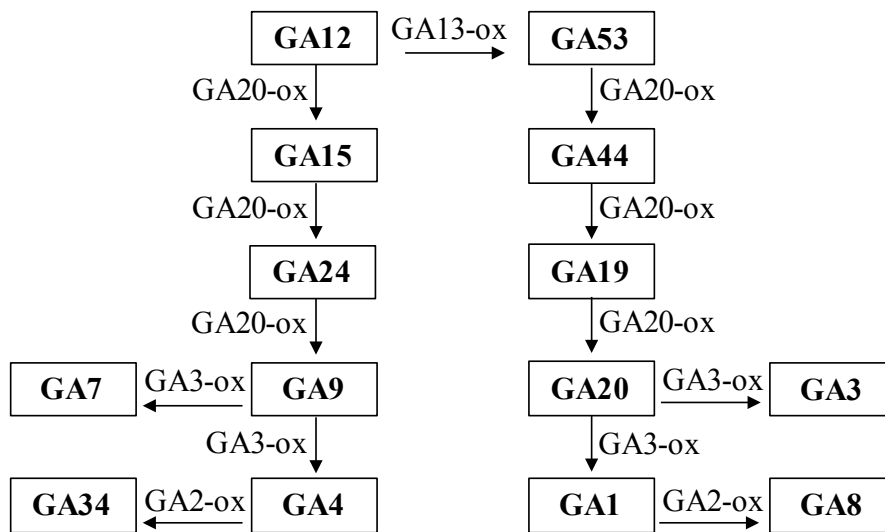 GA12 GA13-ox GA53
GA20-ox GA20-ox
GA15 GA44
GA20-ox GA20-ox
GA24 GA19
GA20-ox GA20-ox
GA7 GA3-ox GA9 GA20 GA3-ox GA3
GA3-ox GA3-ox
GA34 GA2-ox GA4 GA1 GA2-ox GA8